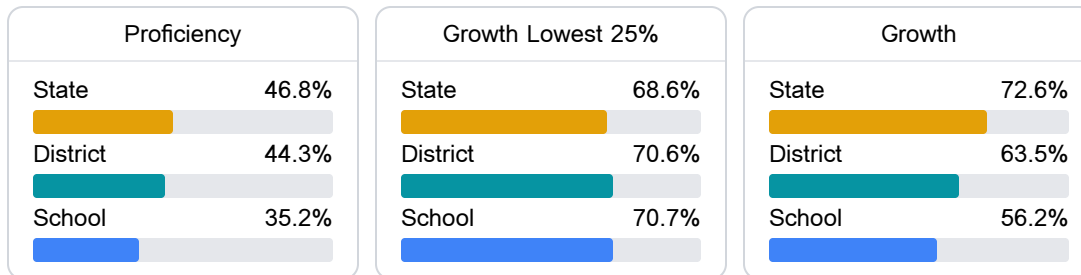 Proficiency
State 46.8%
District 44.3%
School 35.2%
Growth Lowest 25%
State 68.6%
District 70.6%
School 70.7%
Growth
State 72.6%
District 63.5%
School 56.2%